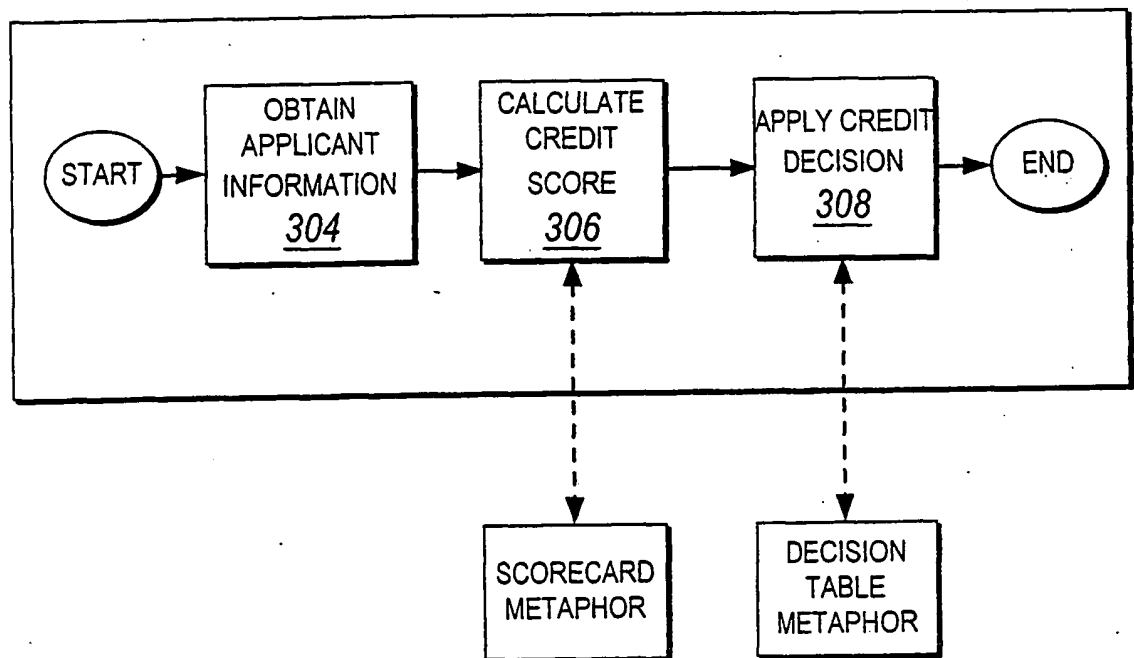 START
OBTAIN
APPLICANT
INFORMATION
304
CALCULATE
CREDIT
SCORE
306
APPLY CREDIT
DECISION
308
END
SCORECARD
METAPHOR
DECISION
TABLE
METAPHOR